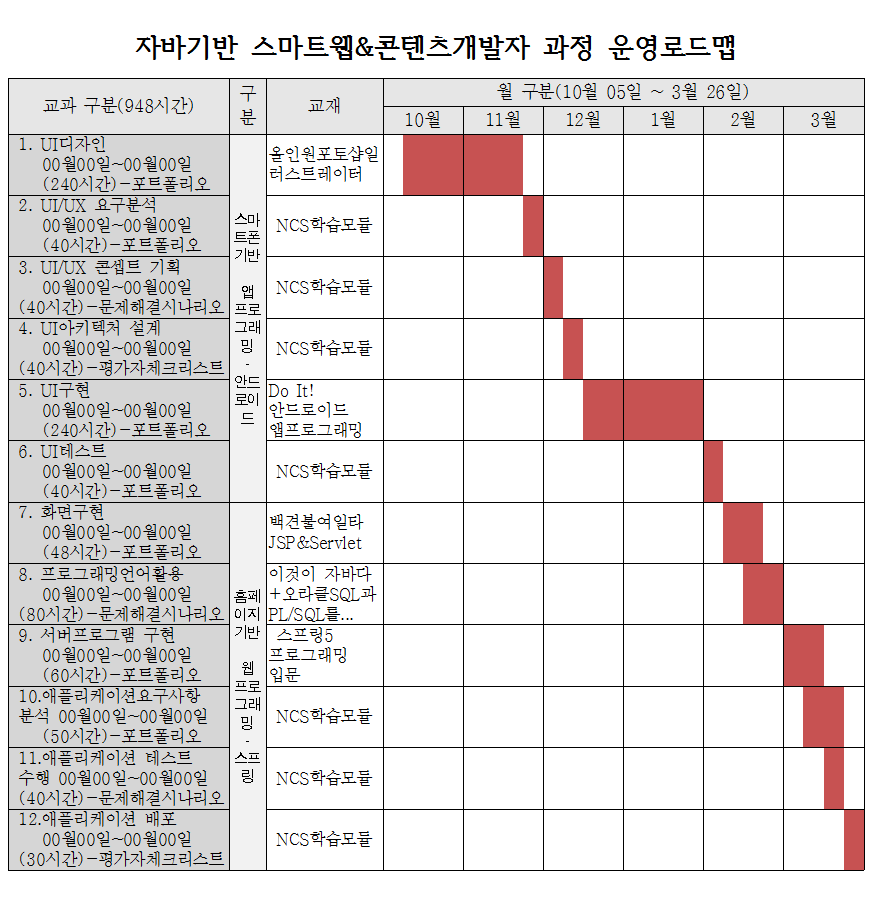 자바기반 스마트웹&콘텐츠개발자 과정 운영로드맵
교과 구분(948시간)
구
분
교재
월 구분(10월 05일 ~ 3월 26일)
10월
11월
12월
1월
2월
3월
1. UI디자인
00월00일~00월00일
(240시간)-포트폴리오
올인원포토샵일
러스트레이터
2. UI/UX 요구분석
00월00일~00월00일
(40시간)-포트폴리오
NCS학습모듈
3. UI/UX 콘셉트 기획
00월00일~00월00일
(40시간)-문제해결시나리오
NCS학습모듈
4. UI아키텍처 설계
00월00일~00월00일
(40시간)-평가자체크리스트
NCS학습모듈
5. UI구현
00월00일~00월00일
(240시간)-포트폴리오
Do It!
안드로이드
앱프로그래밍
6. UI테스트
00월00일~00월00일
(40시간)-포트폴리오
NCS학습모듈
스마
트폰
기반
앱
프로
그래
밍
-
안드
로이
드
7. 화면구현
00월00일~00월00일
(48시간)-포트폴리오
백견불여일타
JSP&Servlet
8. 프로그래밍언어활용
00월00일~00월00일
(80시간)-문제해결시나리오
이것이 자바다
+오라클SQL과
PL/SQL를...
9. 서버프로그램 구현
00월00일~00월00일
(60시간)-포트폴리오
스프링5
프로그래밍
입문
10.애플리케이션요구사항
분석 00월00일~00월00일
(50시간)-포트폴리오
NCS학습모듈
11.애플리케이션 테스트
수행 00월00일~00월00일
(40시간)-문제해결시나리오
NCS학습모듈
12.애플리케이션 배포
00월00일~00월00일
(30시간)-평가자체크리스트
NCS학습모듈
홈페
이지
기반
웹
프로
그래
밍
-
스프
링